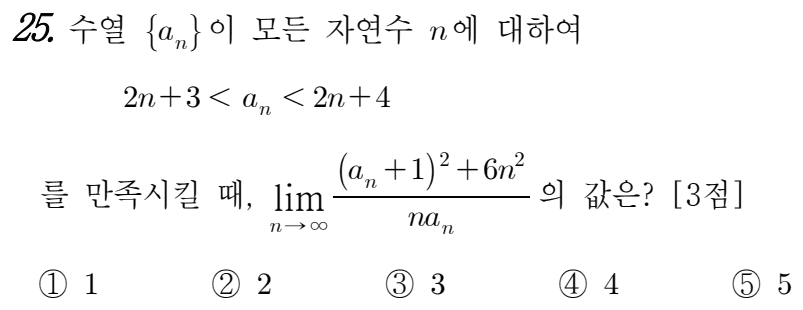 25. 수열 {aₙ}이 모든 자연수 n에 대하여
2n+3 < aₙ < 2n+4
를 만족시킬 때, lim_{n→∞} ((aₙ+1)²+6n²)/(naₙ) 의 값은? [3점]
① 1 ② 2 ③ 3 ④ 4 ⑤ 5